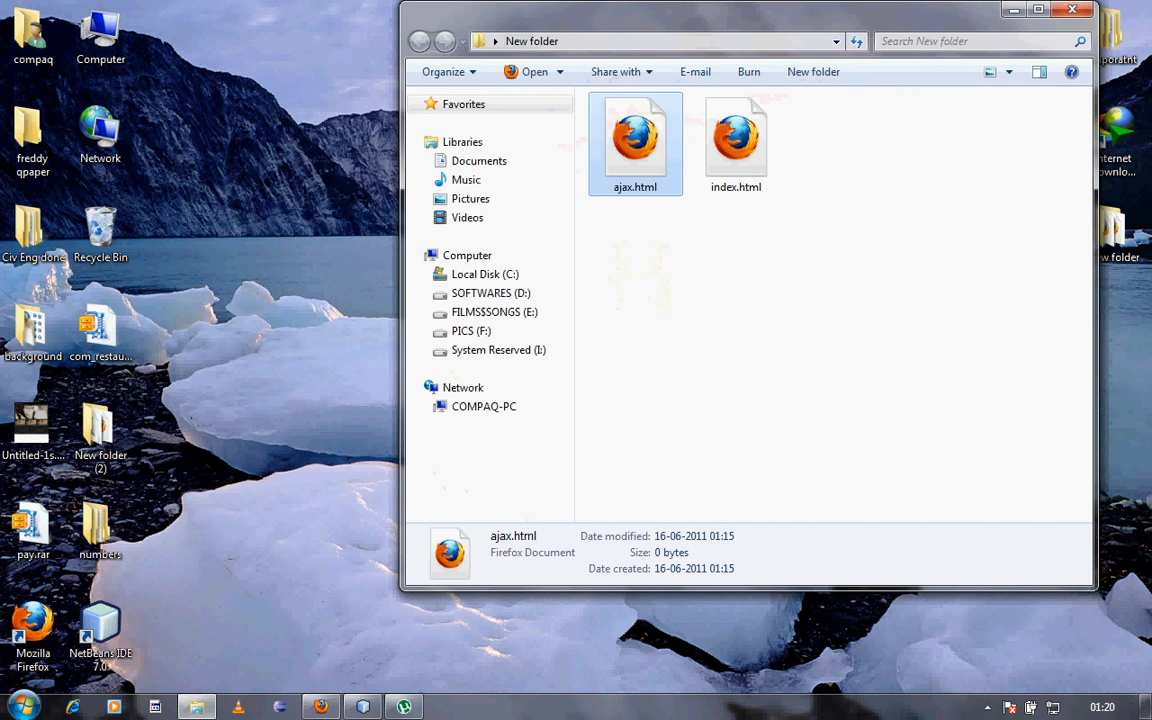 compaq
Computer
freddy
qpaper
Network
Civ Eng done
Recycle Bin
background
com_restau...
Untitled-1s....
New folder
(2)
pay.rar
numbers
Mozilla
Firefox
NetBeans IDE
7.0
New folder
Search New folder
Organize
Open
Share with
E-mail
Burn
New folder
Favorites
Libraries
Documents
Music
Pictures
Videos
Computer
Local Disk (C:)
SOFTWARES (D:)
FILMS$SONGS (E:)
PICS (F:)
System Reserved (I:)
Network
COMPAQ-PC
ajax.html
index.html
ajax.html
Firefox Document
Date modified: 16-06-2011 01:15
Size: 0 bytes
Date created: 16-06-2011 01:15
nternet
ownlo...
w folder
01:20